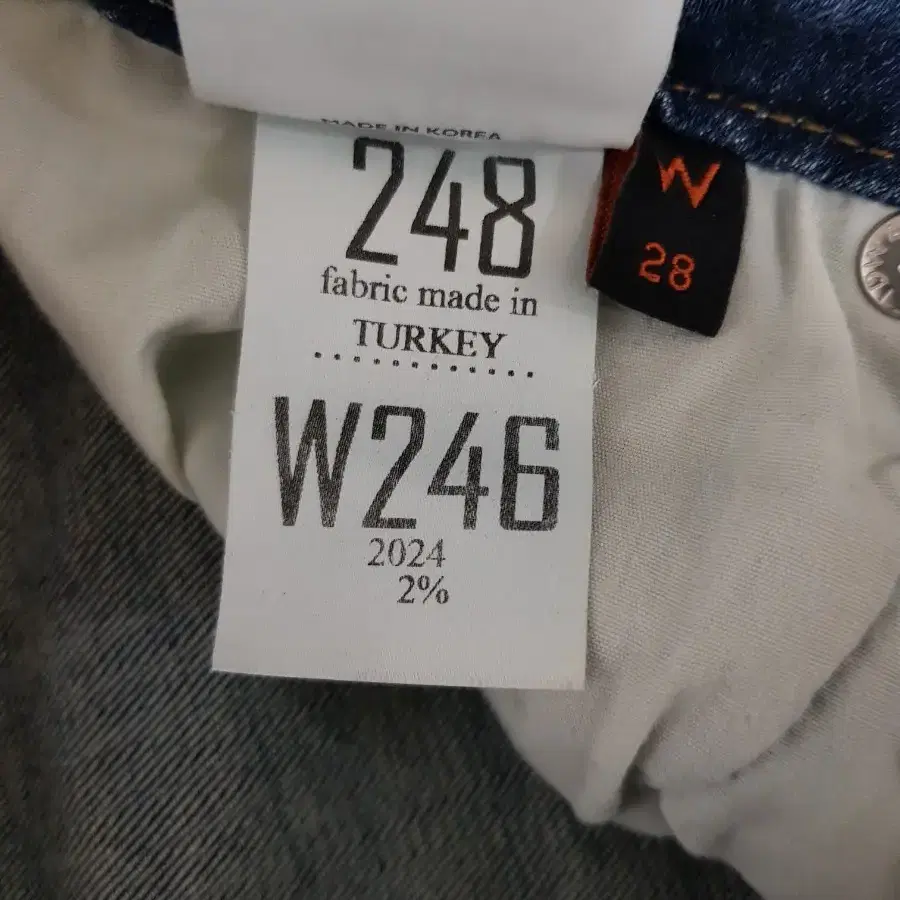 MADE IN KOREA
248
fabric made in
TURKEY
W246
2024
2%
W
28